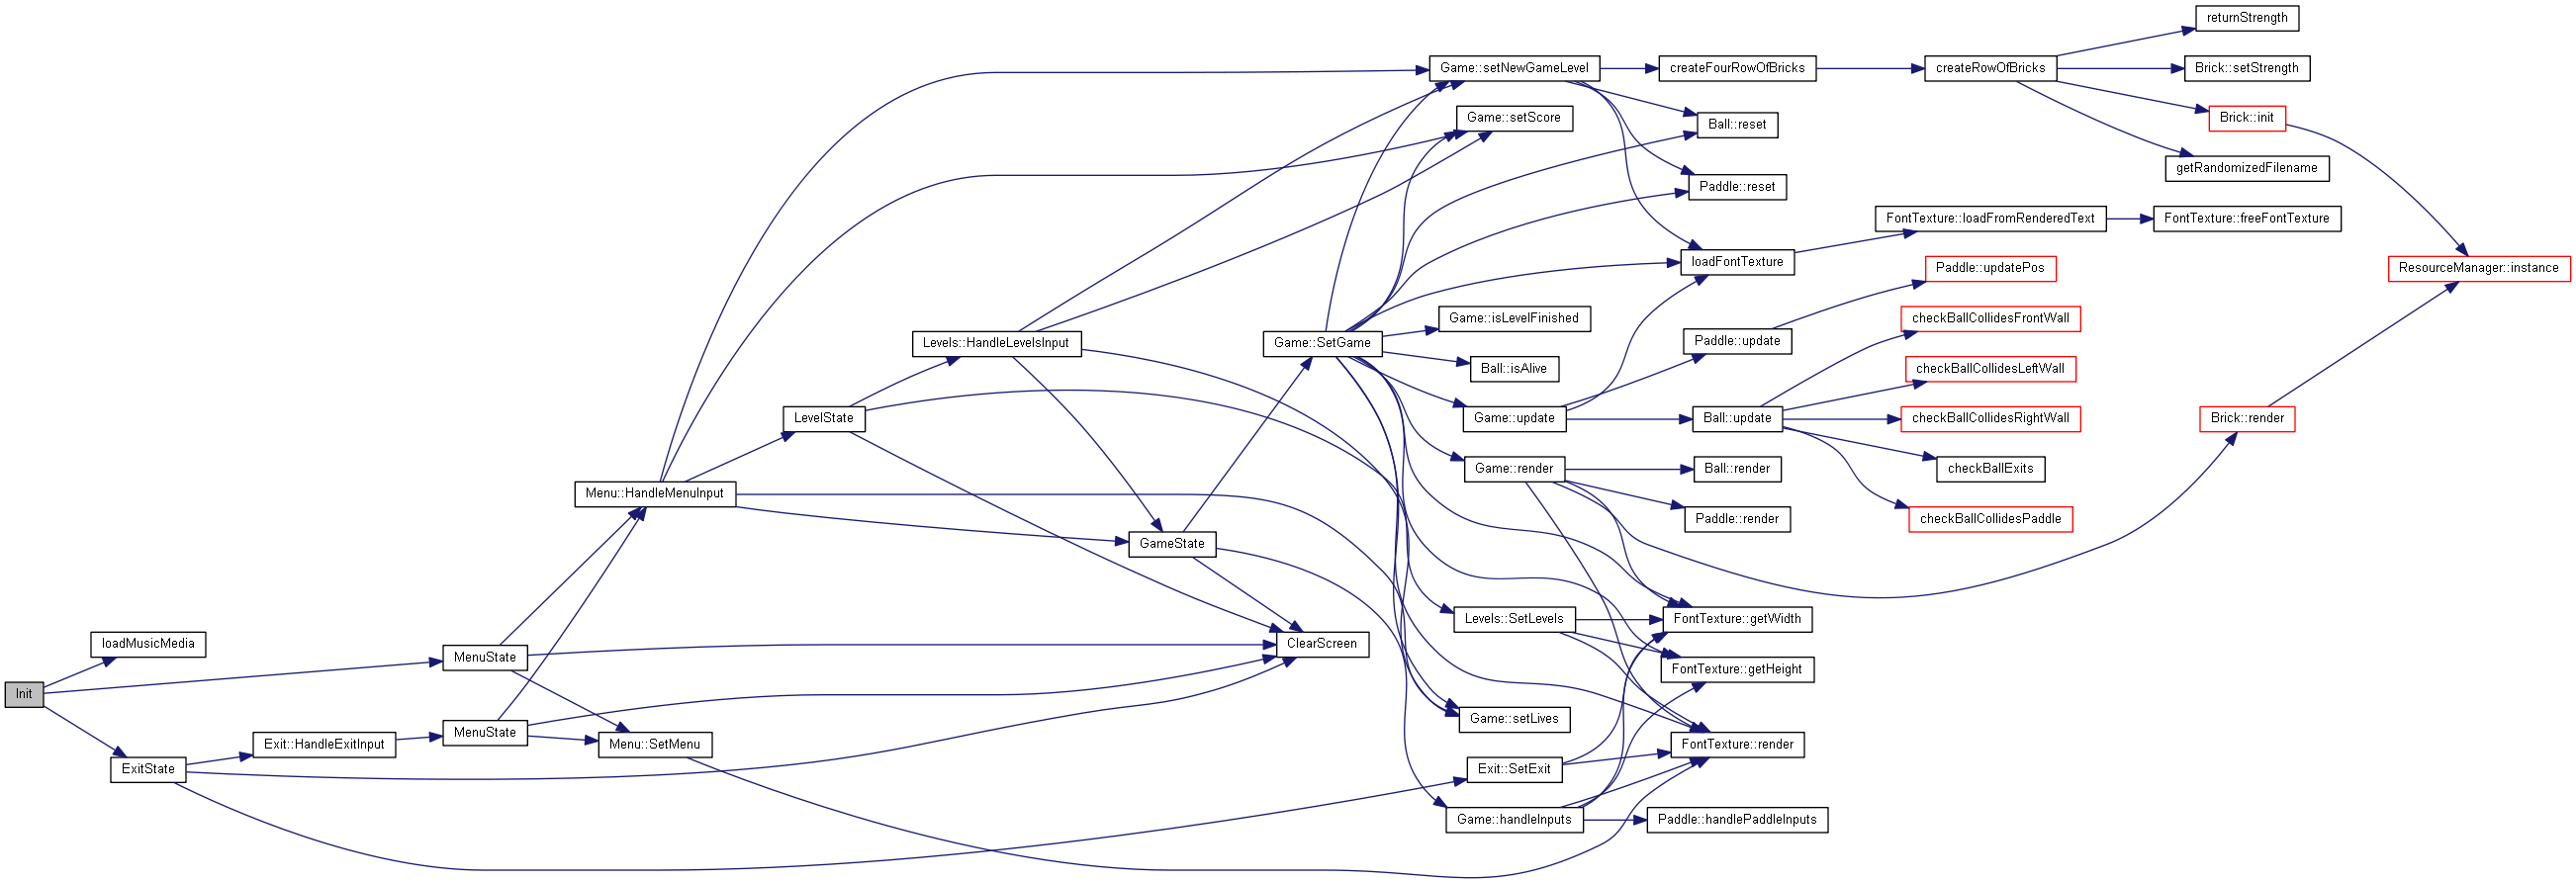 returnStrength
Game::setNewGameLevel
createFourRowOfBricks
createRowOfBricks
Brick::setStrength
Game::setScore
Ball::reset
Brick::init
getRandomizedFilename
Paddle::reset
FontTexture::loadFromRenderedText
FontTexture::freeFontTexture
loadFontTexture
Paddle::updatePos
ResourceManager::instance
Game::isLevelFinished
checkBallCollidesFrontWall
Levels::HandleLevelsInput
Game::SetGame
Paddle::update
Ball::isAlive
checkBallCollidesLeftWall
LevelState
Game::update
Ball::update
checkBallCollidesRightWall
Brick::render
Game::render
Ball::render
checkBallExits
Menu::HandleMenuInput
Paddle::render
checkBallCollidesPaddle
GameState
Levels::SetLevels
FontTexture::getWidth
loadMusicMedia
ClearScreen
MenuState
FontTexture::getHeight
Init
Game::setLives
MenuState
Exit::HandleExitInput
Menu::SetMenu
FontTexture::render
ExitState
Exit::SetExit
Game::handleInputs
Paddle::handlePaddleInputs